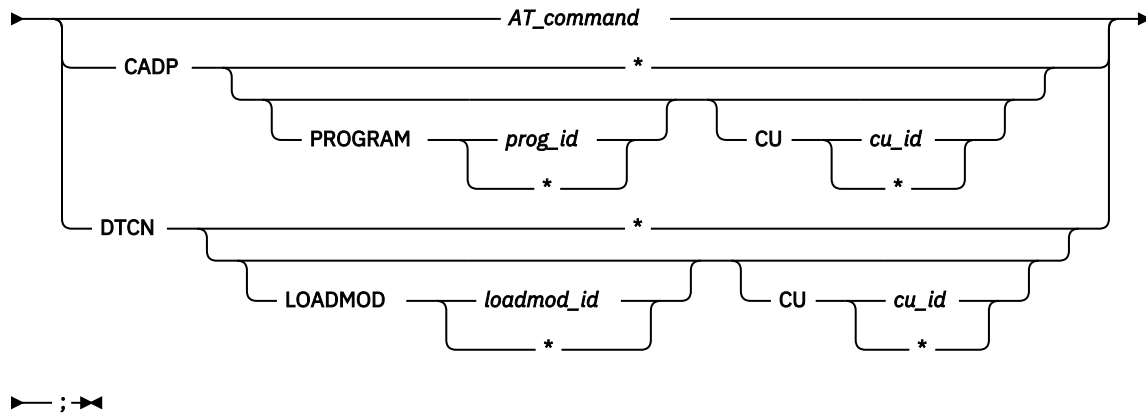 AT_command
CADP *
PROGRAM prog_id CU cu_id
* *
DTCN *
LOADMOD loadmod_id CU cu_id
* *
;